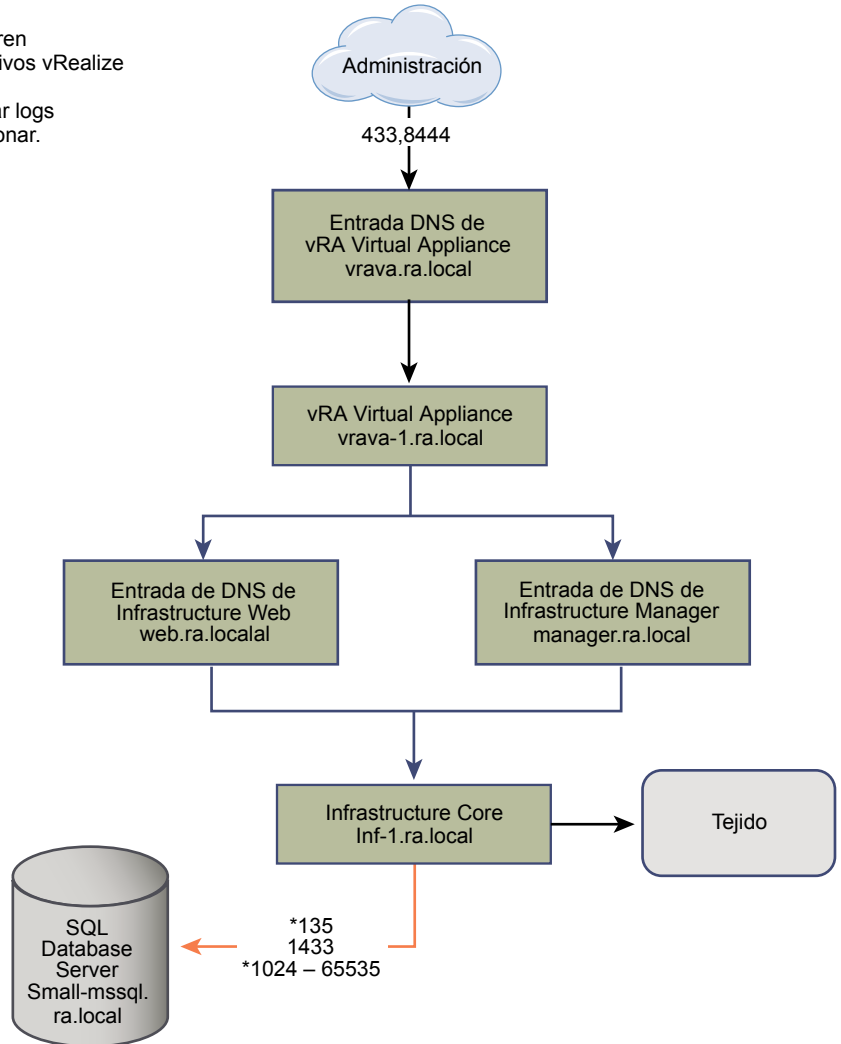 ren
ivos vRealize
ar logs
onar.
Administración
433,8444
Entrada DNS de
vRA Virtual Appliance
vrava.ra.local
vRA Virtual Appliance
vrava-1.ra.local
Entrada de DNS de
Infrastructure Web
web.ra.localal
Entrada de DNS de
Infrastructure Manager
manager.ra.local
Infrastructure Core
Inf-1.ra.local
Tejido
SQL
Database
Server
Small-mssql.
ra.local
*135
1433
*1024 – 65535